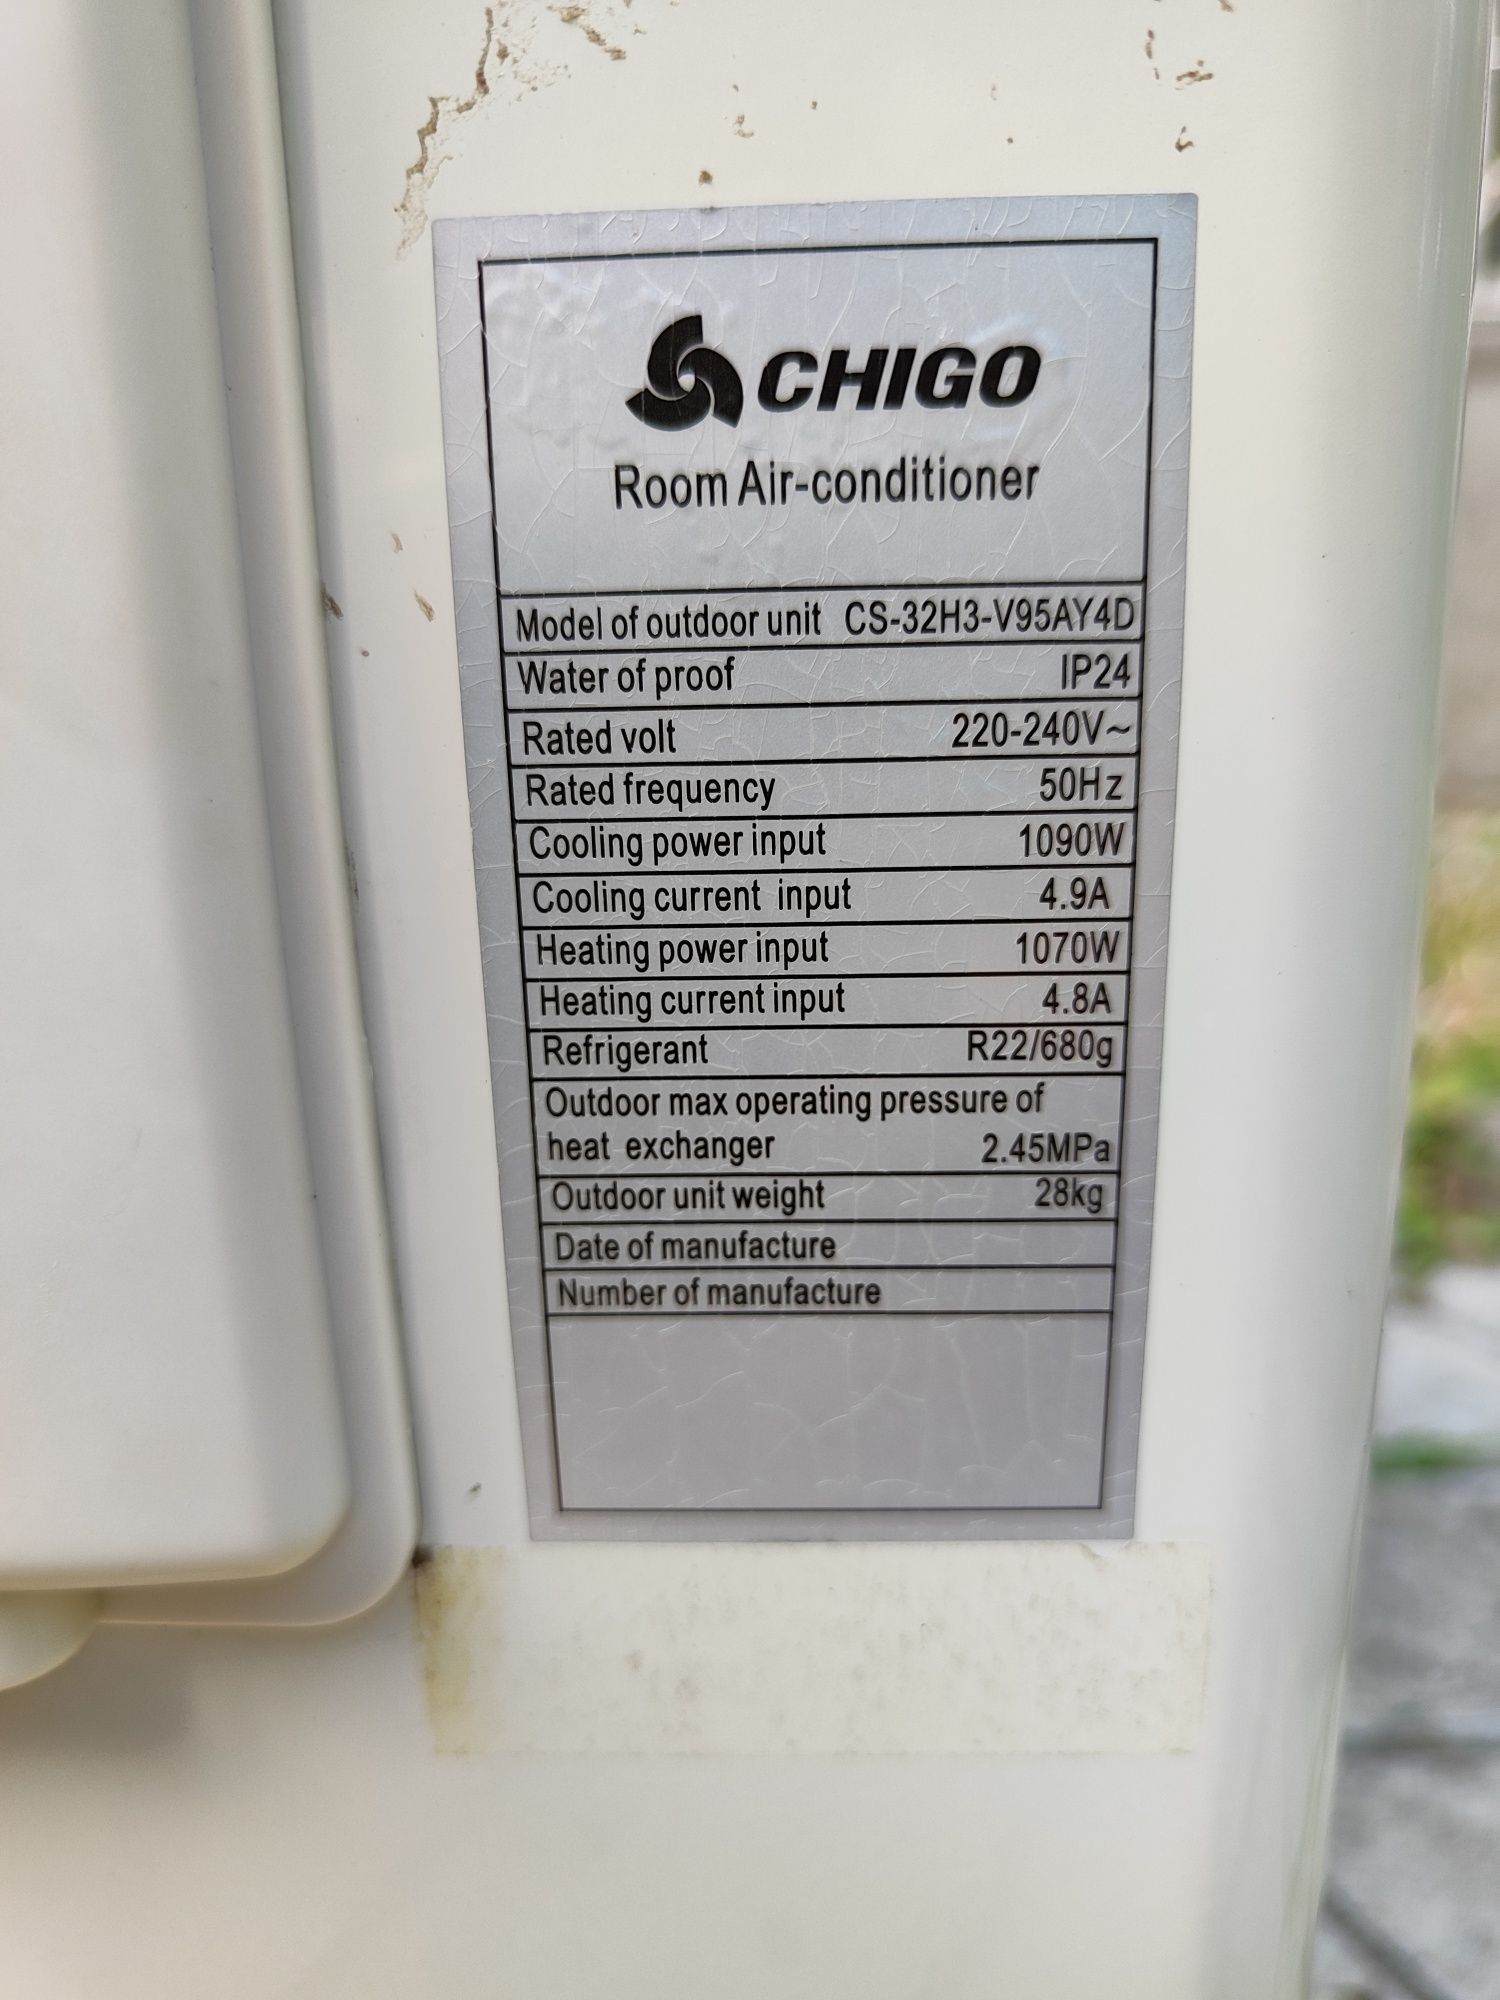 CHIGO
Room Air-conditioner
Model of outdoor unit CS-32H3-V95AY4D
Water of proof IP24
Rated volt 220-240V~
Rated frequency 50Hz
Cooling power input 1090W
Cooling current input 4.9A
Heating power input 1070W
Heating current input 4.8A
Refrigerant R22/680g
Outdoor max operating pressure of
heat exchanger 2.45MPa
Outdoor unit weight 28kg
Date of manufacture
Number of manufacture